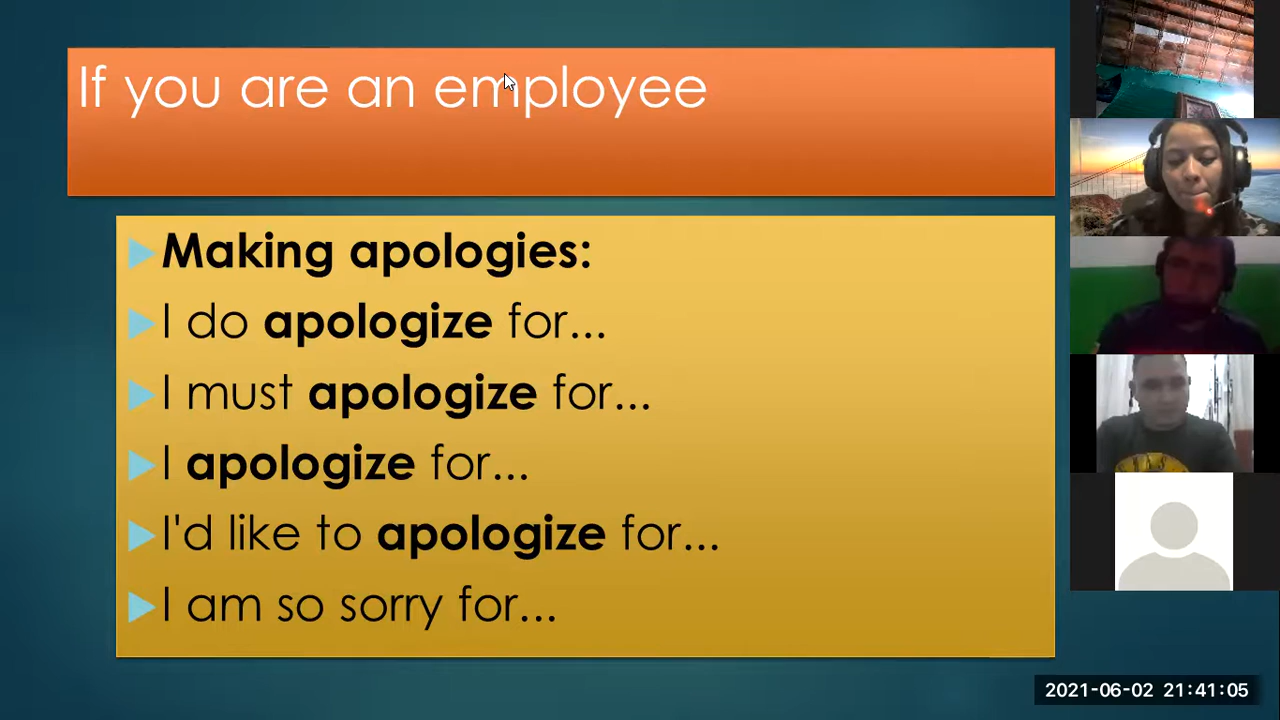 If you are an employee
Making apologies:
I do apologize for...
I must apologize for...
I apologize for...
I'd like to apologize for...
I am so sorry for...
2021-06-02 21:41:05